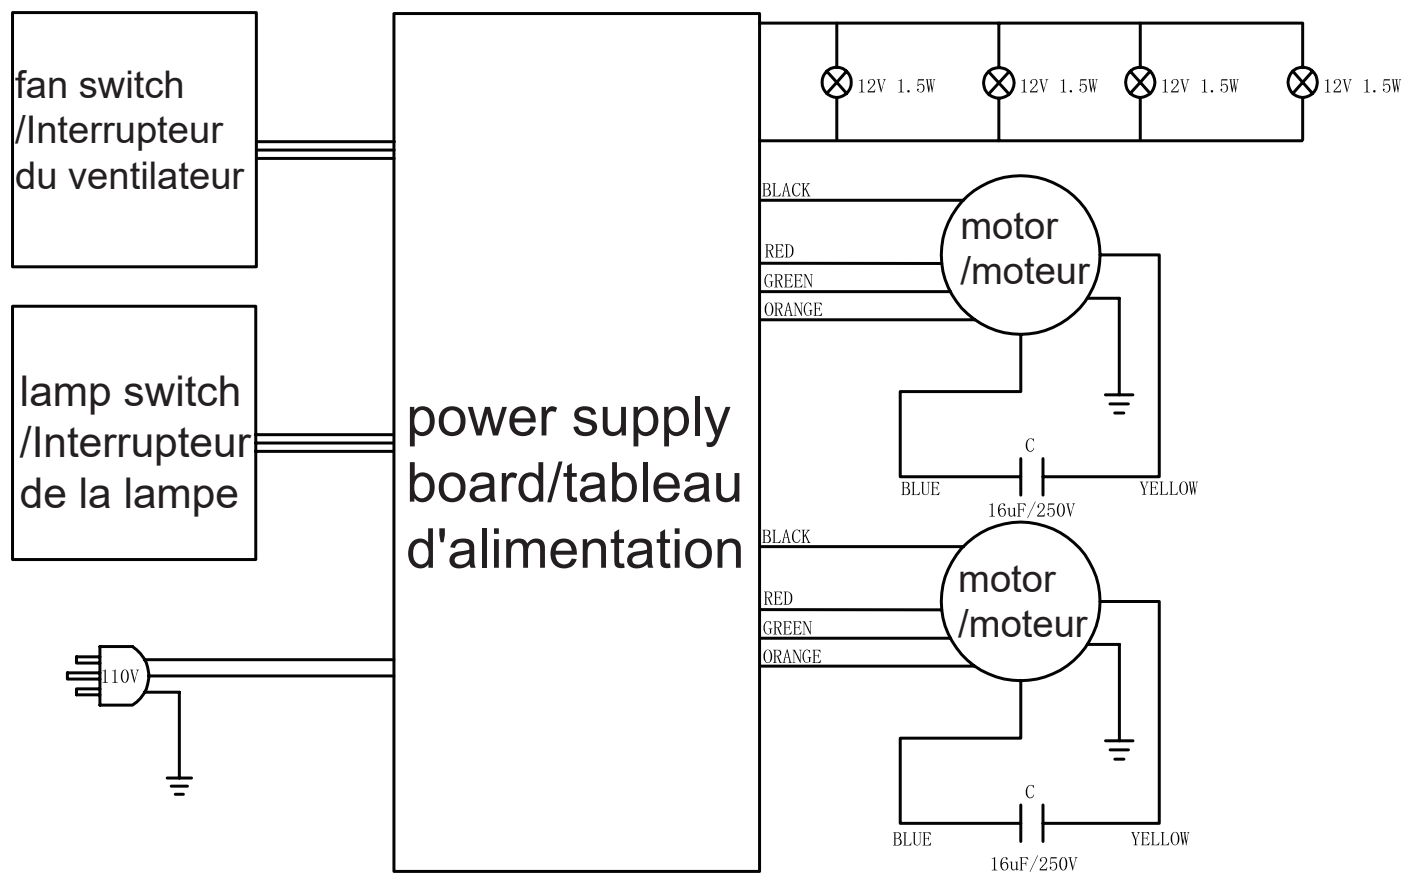 fan switch
/Interrupteur
du ventilateur
lamp switch
/Interrupteur
de la lampe
110V
power supply
board/tableau
d'alimentation
12V 1.5W
12V 1.5W
12V 1.5W
12V 1.5W
BLACK
RED
GREEN
ORANGE
motor
/moteur
C
BLUE
YELLOW
16uF/250V
BLACK
RED
GREEN
ORANGE
motor
/moteur
C
BLUE
YELLOW
16uF/250V